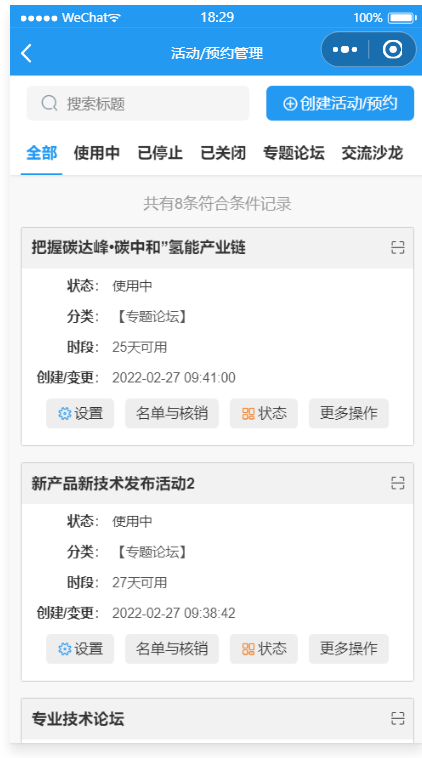 WeChat 18:29 100%
活动/预约管理
搜索标题 创建活动/预约
全部 使用中 已停止 已关闭 专题论坛 交流沙龙
共有8条符合条件记录
把握碳达峰•碳中和”氢能产业链
状态： 使用中
分类： 【专题论坛】
时段： 25天可用
创建/变更： 2022-02-27 09:41:00
设置 名单与核销 状态 更多操作
新产品新技术发布活动2
状态： 使用中
分类： 【专题论坛】
时段： 27天可用
创建/变更： 2022-02-27 09:38:42
设置 名单与核销 状态 更多操作
专业技术论坛